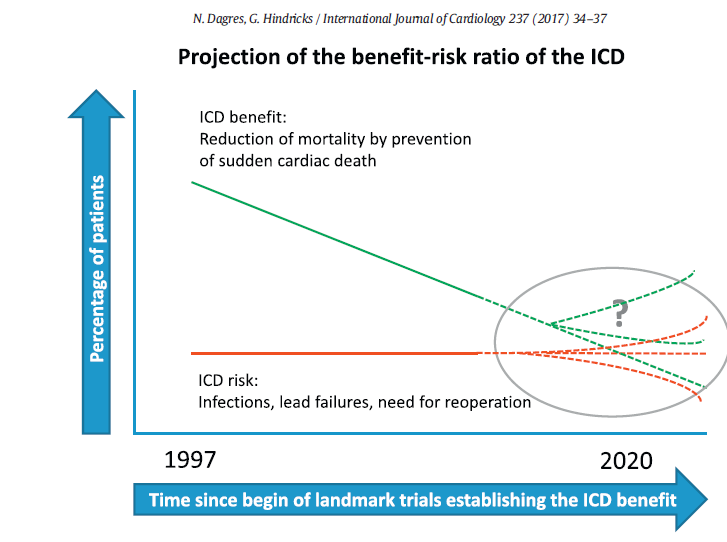 N. Dagres, G. Hindricks / International Journal of Cardiology 237 (2017) 34–37
Projection of the benefit-risk ratio of the ICD
ICD benefit:
Reduction of mortality by prevention
of sudden cardiac death
Percentage of patients
?
ICD risk:
Infections, lead failures, need for reoperation
1997
2020
Time since begin of landmark trials establishing the ICD benefit